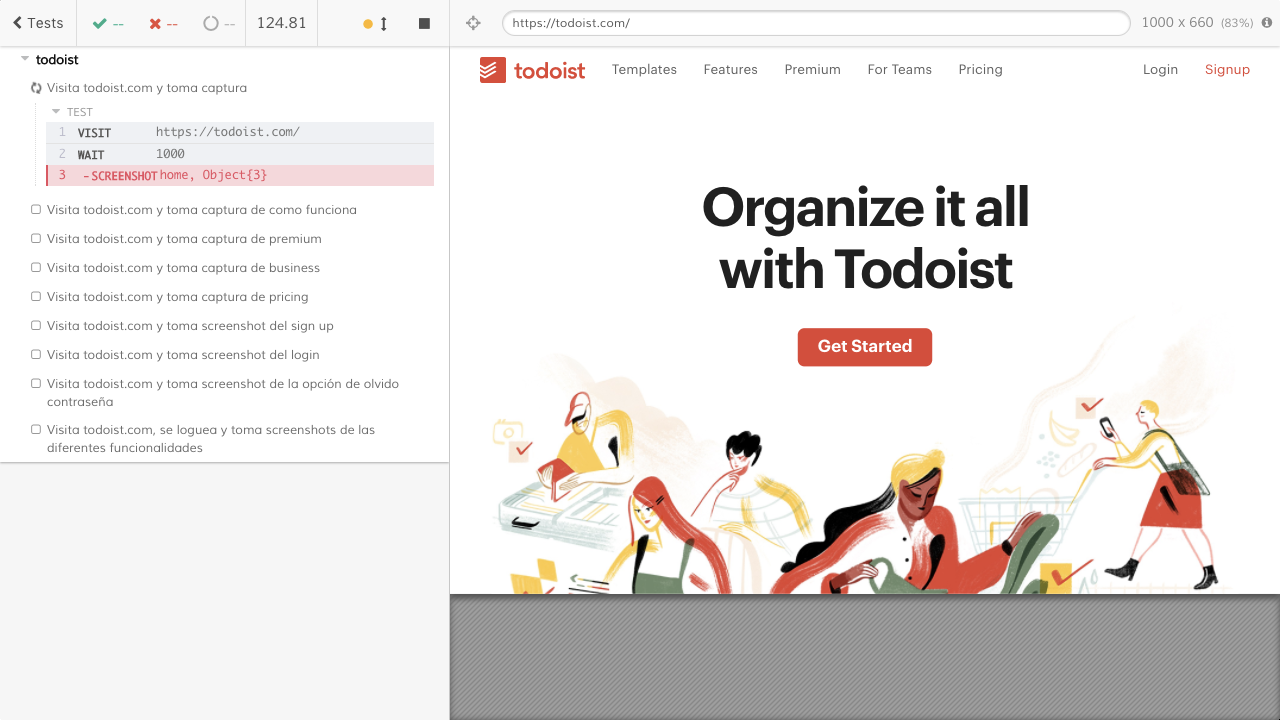 Tests
--
--
--
124.81
https://todoist.com/
1000 x 660 (83%)
todoist
Visita todoist.com y toma captura
TEST
1 VISIT https://todoist.com/
2 WAIT 1000
3 -SCREENSHOT home, Object{3}
Visita todoist.com y toma captura de como funciona
Visita todoist.com y toma captura de premium
Visita todoist.com y toma captura de business
Visita todoist.com y toma captura de pricing
Visita todoist.com y toma screenshot del sign up
Visita todoist.com y toma screenshot del login
Visita todoist.com y toma screenshot de la opción de olvido
contraseña
Visita todoist.com, se loguea y toma screenshots de las
diferentes funcionalidades
todoist
Templates
Features
Premium
For Teams
Pricing
Login
Signup
Organize it all
with Todoist
Get Started